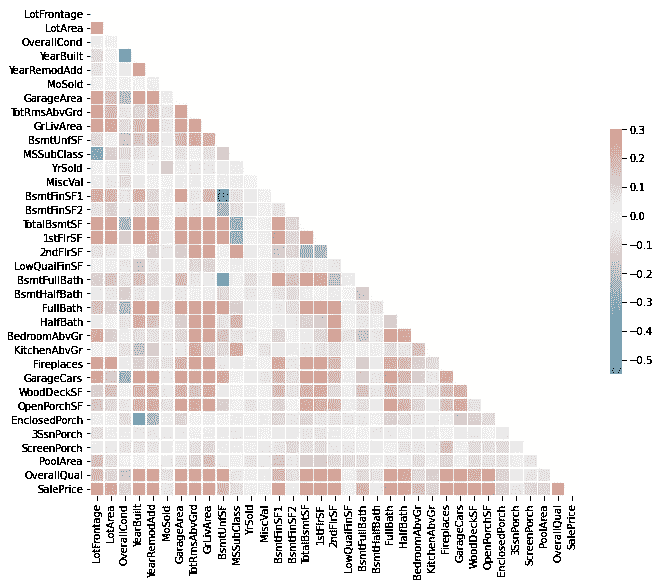 LotFrontage
LotArea
OverallCond
YearBuilt
YearRemodAdd
MoSold
GarageArea
TotRmsAbvGrd
GrLivArea
BsmtUnfSF
MSSubClass
YrSold
MiscVal
BsmtFinSF1
BsmtFinSF2
TotalBsmtSF
1stFlrSF
2ndFlrSF
LowQualFinSF
BsmtFullBath
BsmtHalfBath
FullBath
HalfBath
BedroomAbvGr
KitchenAbvGr
Fireplaces
GarageCars
WoodDeckSF
OpenPorchSF
EnclosedPorch
3SsnPorch
ScreenPorch
PoolArea
OverallQual
SalePrice
LotFrontage
LotArea
OverallCond
YearBuilt
YearRemodAdd
MoSold
GarageArea
TotRmsAbvGrd
GrLivArea
BsmtUnfSF
MSSubClass
YrSold
MiscVal
BsmtFinSF1
BsmtFinSF2
TotalBsmtSF
1stFlrSF
2ndFlrSF
LowQualFinSF
BsmtFullBath
BsmtHalfBath
FullBath
HalfBath
BedroomAbvGr
KitchenAbvGr
Fireplaces
GarageCars
WoodDeckSF
OpenPorchSF
EnclosedPorch
3SsnPorch
ScreenPorch
PoolArea
OverallQual
SalePrice
0.3
0.2
0.1
0.0
−0.1
−0.2
−0.3
−0.4
−0.5